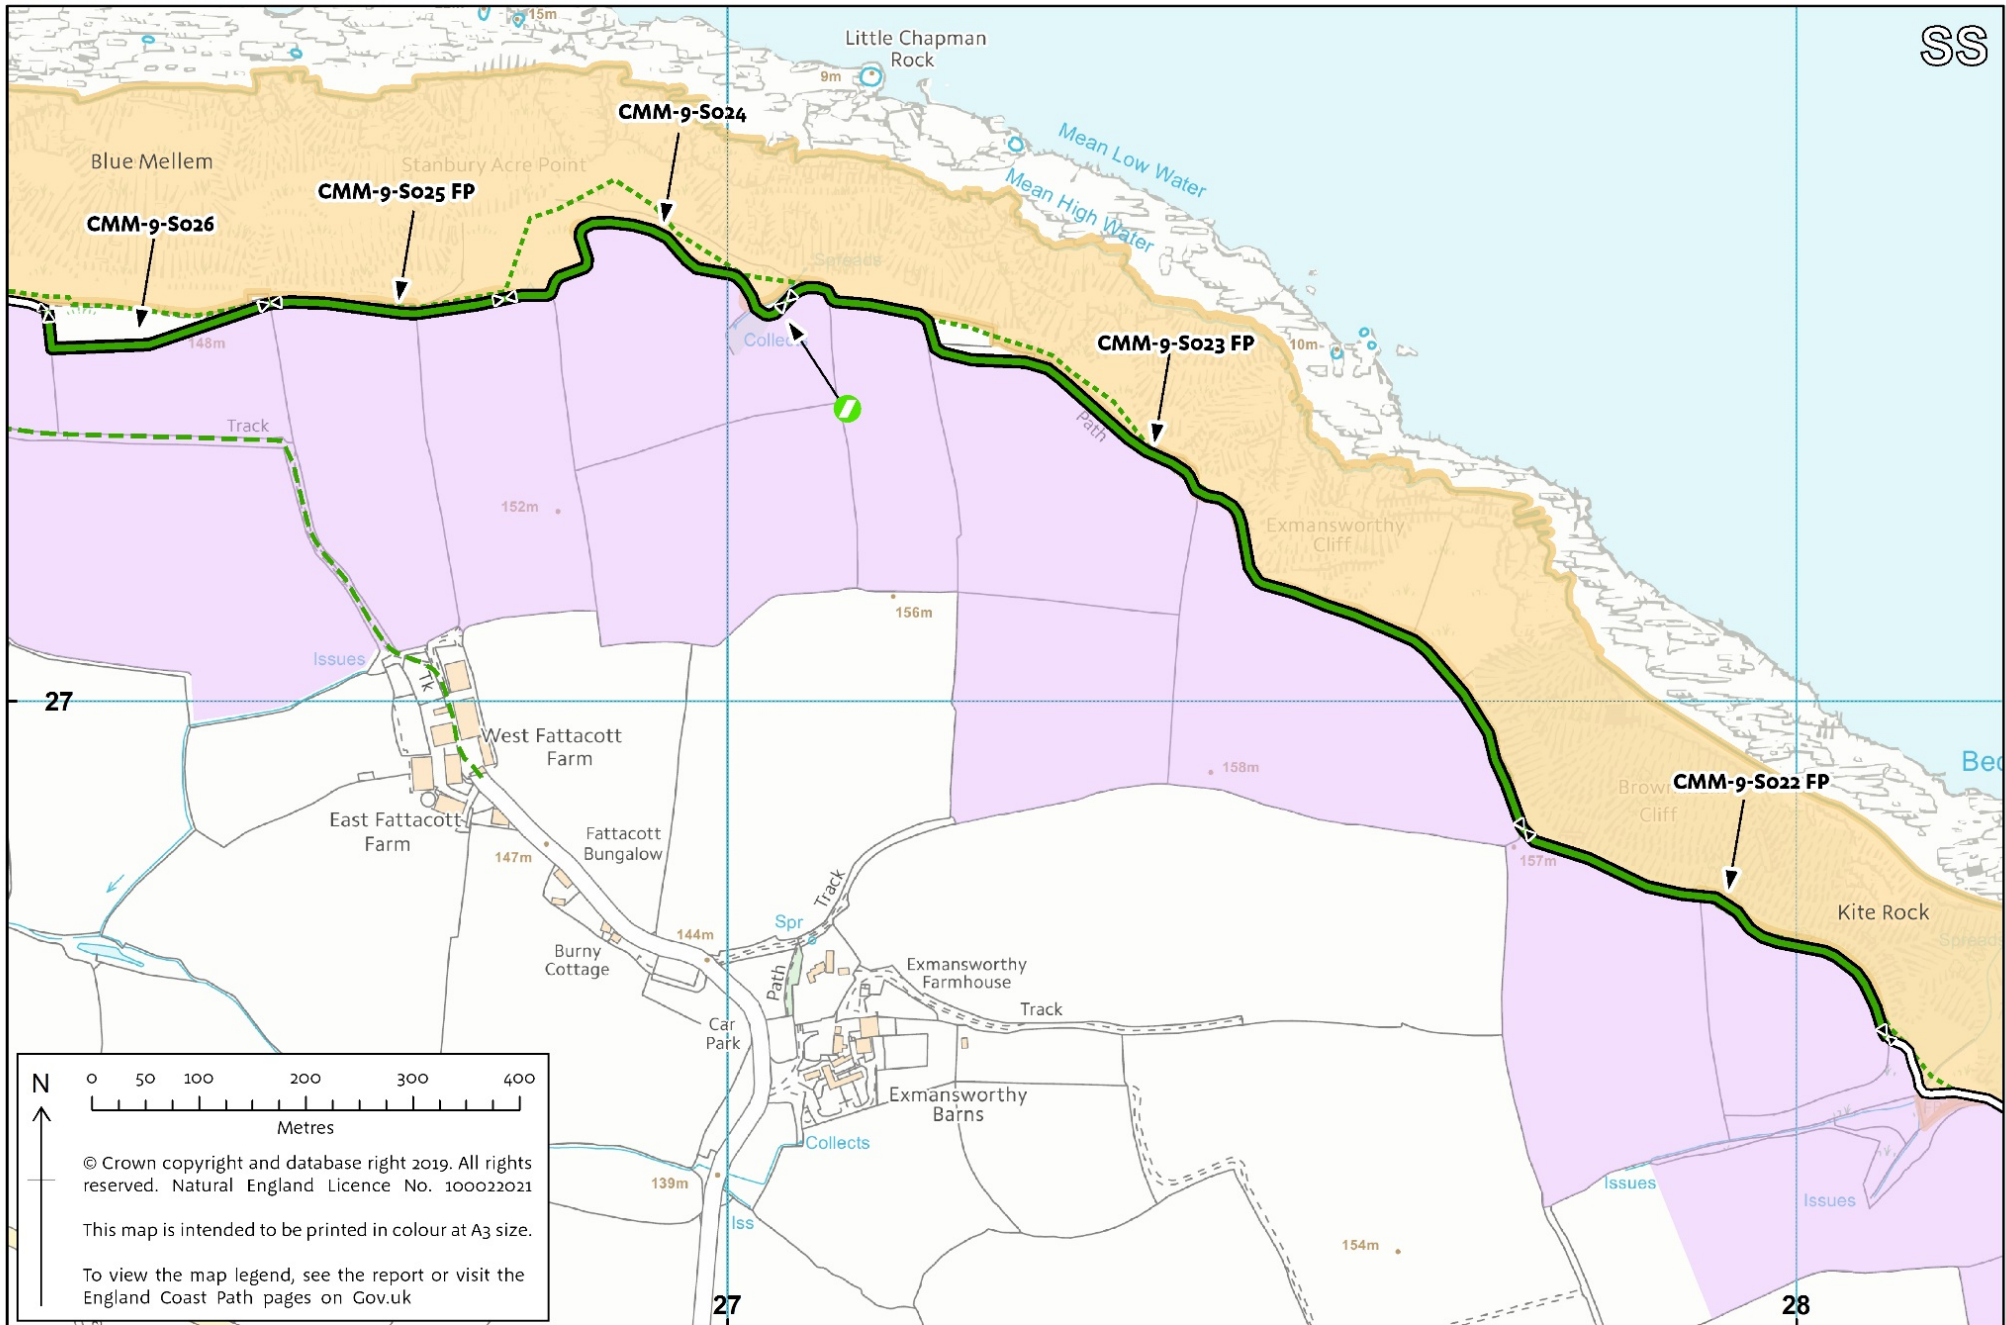 15m
Little Chapman
Rock
9m
SS
CMM-9-S024
Mean Low Water
Blue Mellem
Stanbury Acre Point
CMM-9-S025 FP
Mean High Water
CMM-9-S026
Spreads
148m
Collects
CMM-9-S023 FP
10m
Track
Path
152m
Exmansworthy
Cliff
156m
Issues
Tk
27
West Fattacott
Farm
158m
CMM-9-S022 FP
Cliff
East Fattacott
Farm
Fattacott
Bungalow
147m
157m
Track
Kite Rock
Spr
144m
Spreads
Burny
Cottage
Path
Exmansworthy
Farmhouse
Track
Car
Park
Exmansworthy
Barns
Collects
139m
Issues
Issues
Iss
154m
N
0 50 100 200 300 400
Metres
© Crown copyright and database right 2019. All rights
reserved. Natural England Licence No. 100022021
This map is intended to be printed in colour at A3 size.
To view the map legend, see the report or visit the
England Coast Path pages on Gov.uk
27
28